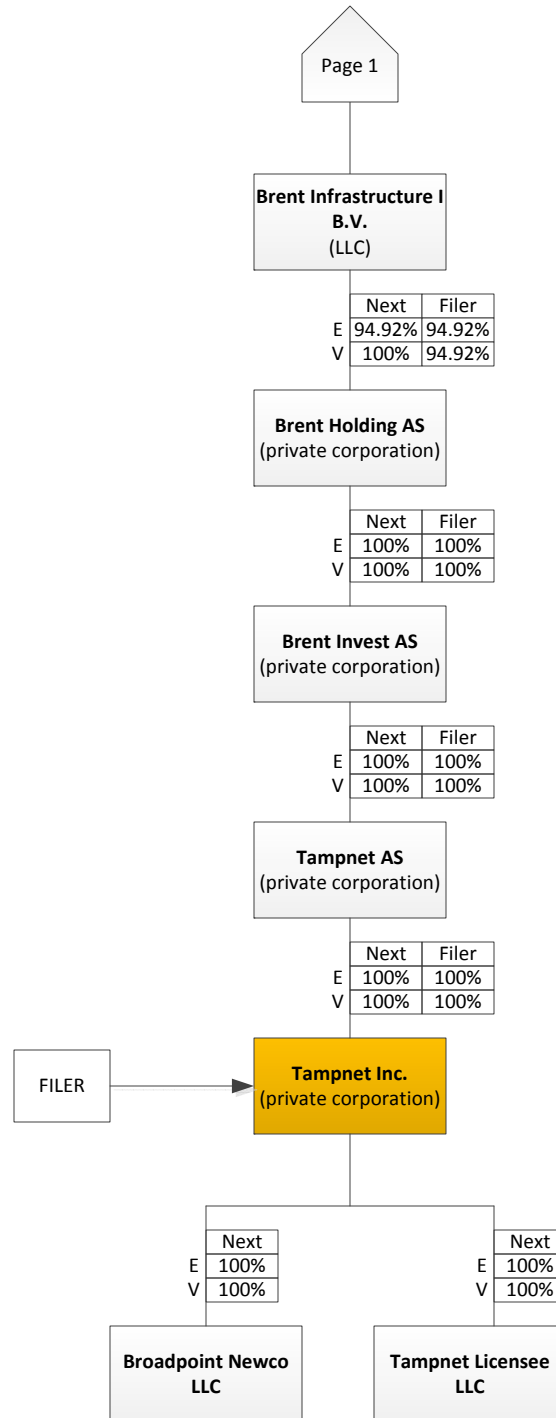 Page 1
Brent Infrastructure I
B.V.
(LLC)
Next Filer
E 94.92% 94.92%
V 100% 94.92%
Brent Holding AS
(private corporation)
Next Filer
E 100% 100%
V 100% 100%
Brent Invest AS
(private corporation)
Next Filer
E 100% 100%
V 100% 100%
Tampnet AS
(private corporation)
Next Filer
E 100% 100%
V 100% 100%
FILER
Tampnet Inc.
(private corporation)
Next
E 100%
V 100%
Broadpoint Newco
LLC
Next
E 100%
V 100%
Tampnet Licensee
LLC